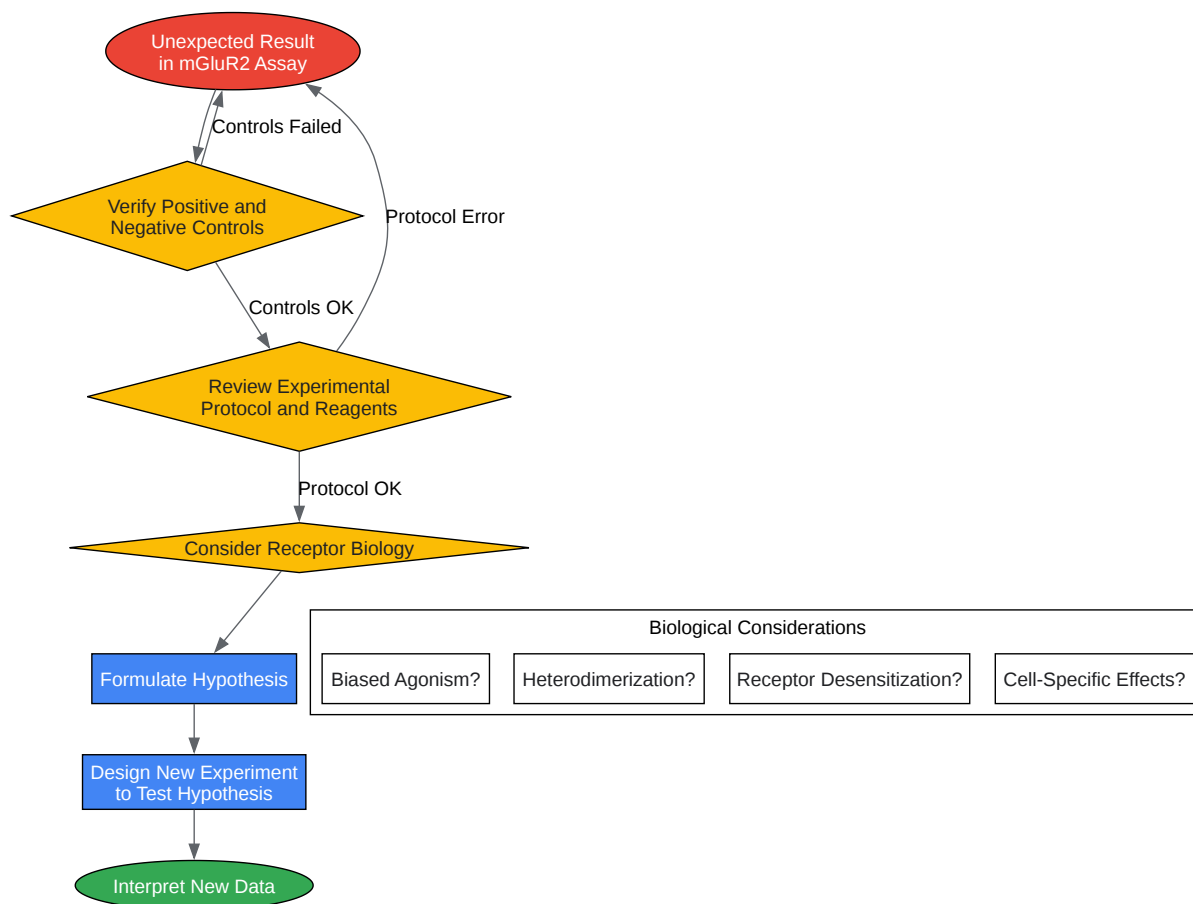 Unexpected Result
in mGluR2 Assay
Controls Failed
Verify Positive and
Negative Controls
Protocol Error
Controls OK
Review Experimental
Protocol and Reagents
Protocol OK
Consider Receptor Biology
Biological Considerations
Formulate Hypothesis
Biased Agonism?
Heterodimerization?
Receptor Desensitization?
Cell-Specific Effects?
Design New Experiment
to Test Hypothesis
Interpret New Data